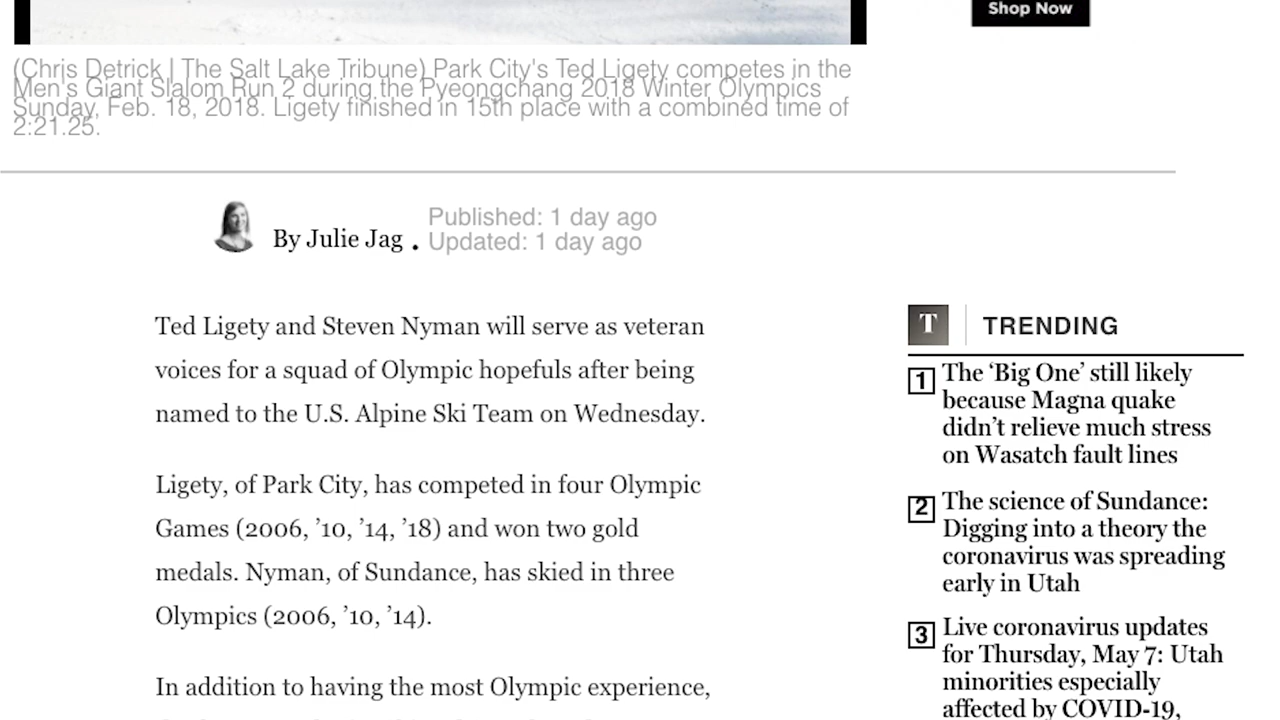 Shop Now
(Chris Detrick | The Salt Lake Tribune) Park City's Ted Ligety competes in the
Men's Giant Slalom Run 2 during the Pyeongchang 2018 Winter Olympics
Sunday, Feb. 18, 2018. Ligety finished in 15th place with a combined time of
2:21.25.
By Julie Jag .
Published: 1 day ago
Updated: 1 day ago
Ted Ligety and Steven Nyman will serve as veteran
voices for a squad of Olympic hopefuls after being
named to the U.S. Alpine Ski Team on Wednesday.
Ligety, of Park City, has competed in four Olympic
Games (2006, ’10, ’14, ’18) and won two gold
medals. Nyman, of Sundance, has skied in three
Olympics (2006, ’10, ’14).
In addition to having the most Olympic experience,
T TRENDING
1 The ‘Big One’ still likely
because Magna quake
didn’t relieve much stress
on Wasatch fault lines
2 The science of Sundance:
Digging into a theory the
coronavirus was spreading
early in Utah
3 Live coronavirus updates
for Thursday, May 7: Utah
minorities especially
affected by COVID-19,